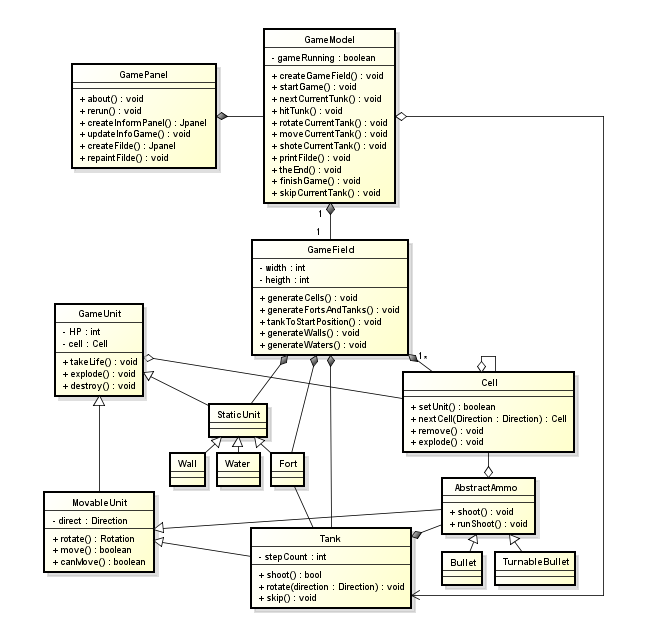 GameModel
- gameRunning : boolean
+ createGameField() : void
+ startGame() : void
+ nextCurrentTunk() : void
+ hitTunk() : void
+ rotateCurrentTank() : void
+ moveCurrentTank() : void
+ shoteCurrentTank() : void
+ printFilde() : void
+ theEnd() : void
+ finishGame() : void
+ skipCurrentTank() : void
GamePanel
+ about() : void
+ rerun() : void
+ createInformPanel() : Jpanel
+ updateInfoGame() : void
+ createFilde() : Jpanel
+ repaintFilde() : void
1
1
GameField
- width : int
- heigth : int
+ generateCells() : void
+ generateFortsAndTanks() : void
+ tankToStartPosition() : void
+ generateWalls() : void
+ generateWaters() : void
1*
GameUnit
- HP : int
- cell : Cell
+ takeLife() : void
+ explode() : void
+ destroy() : void
Cell
+ setUnit() : boolean
+ nextCell(Direction : Direction) : Cell
+ remove() : void
+ explode() : void
StaticUnit
Wall
Water
Fort
MovableUnit
- direct : Direction
+ rotate() : Rotation
+ move() : boolean
+ canMove() : boolean
AbstractAmmo
+ shoot() : void
+ runShoot() : void
Tank
- stepCount : int
+ shoot() : bool
+ rotate(direction : Direction) : void
+ skip() : void
Bullet
TurnableBullet